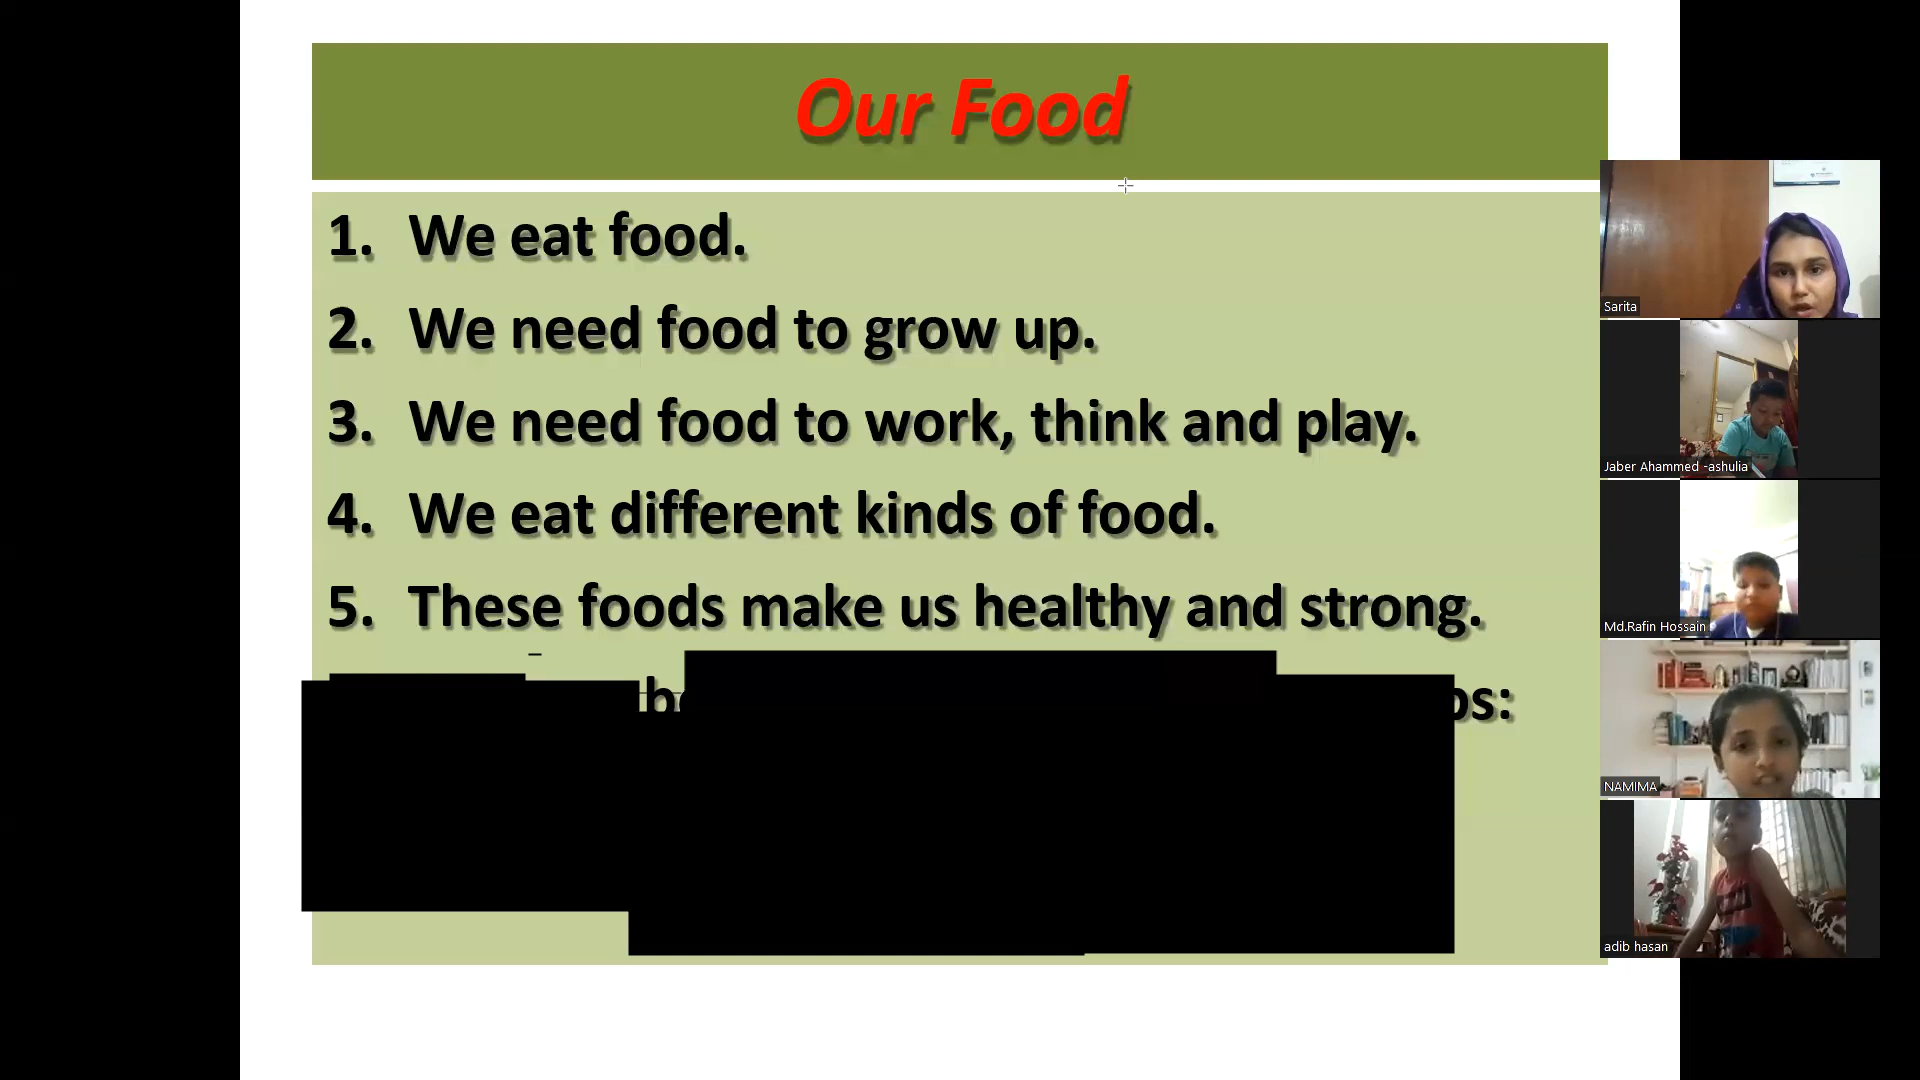 Our Food
1. We eat food.
2. We need food to grow up.
3. We need food to work, think and play.
4. We eat different kinds of food.
5. These foods make us healthy and strong.
Sarita
Jaber Ahammed -ashulia
Md.Rafin Hossain
NAMIMA
adib hasan